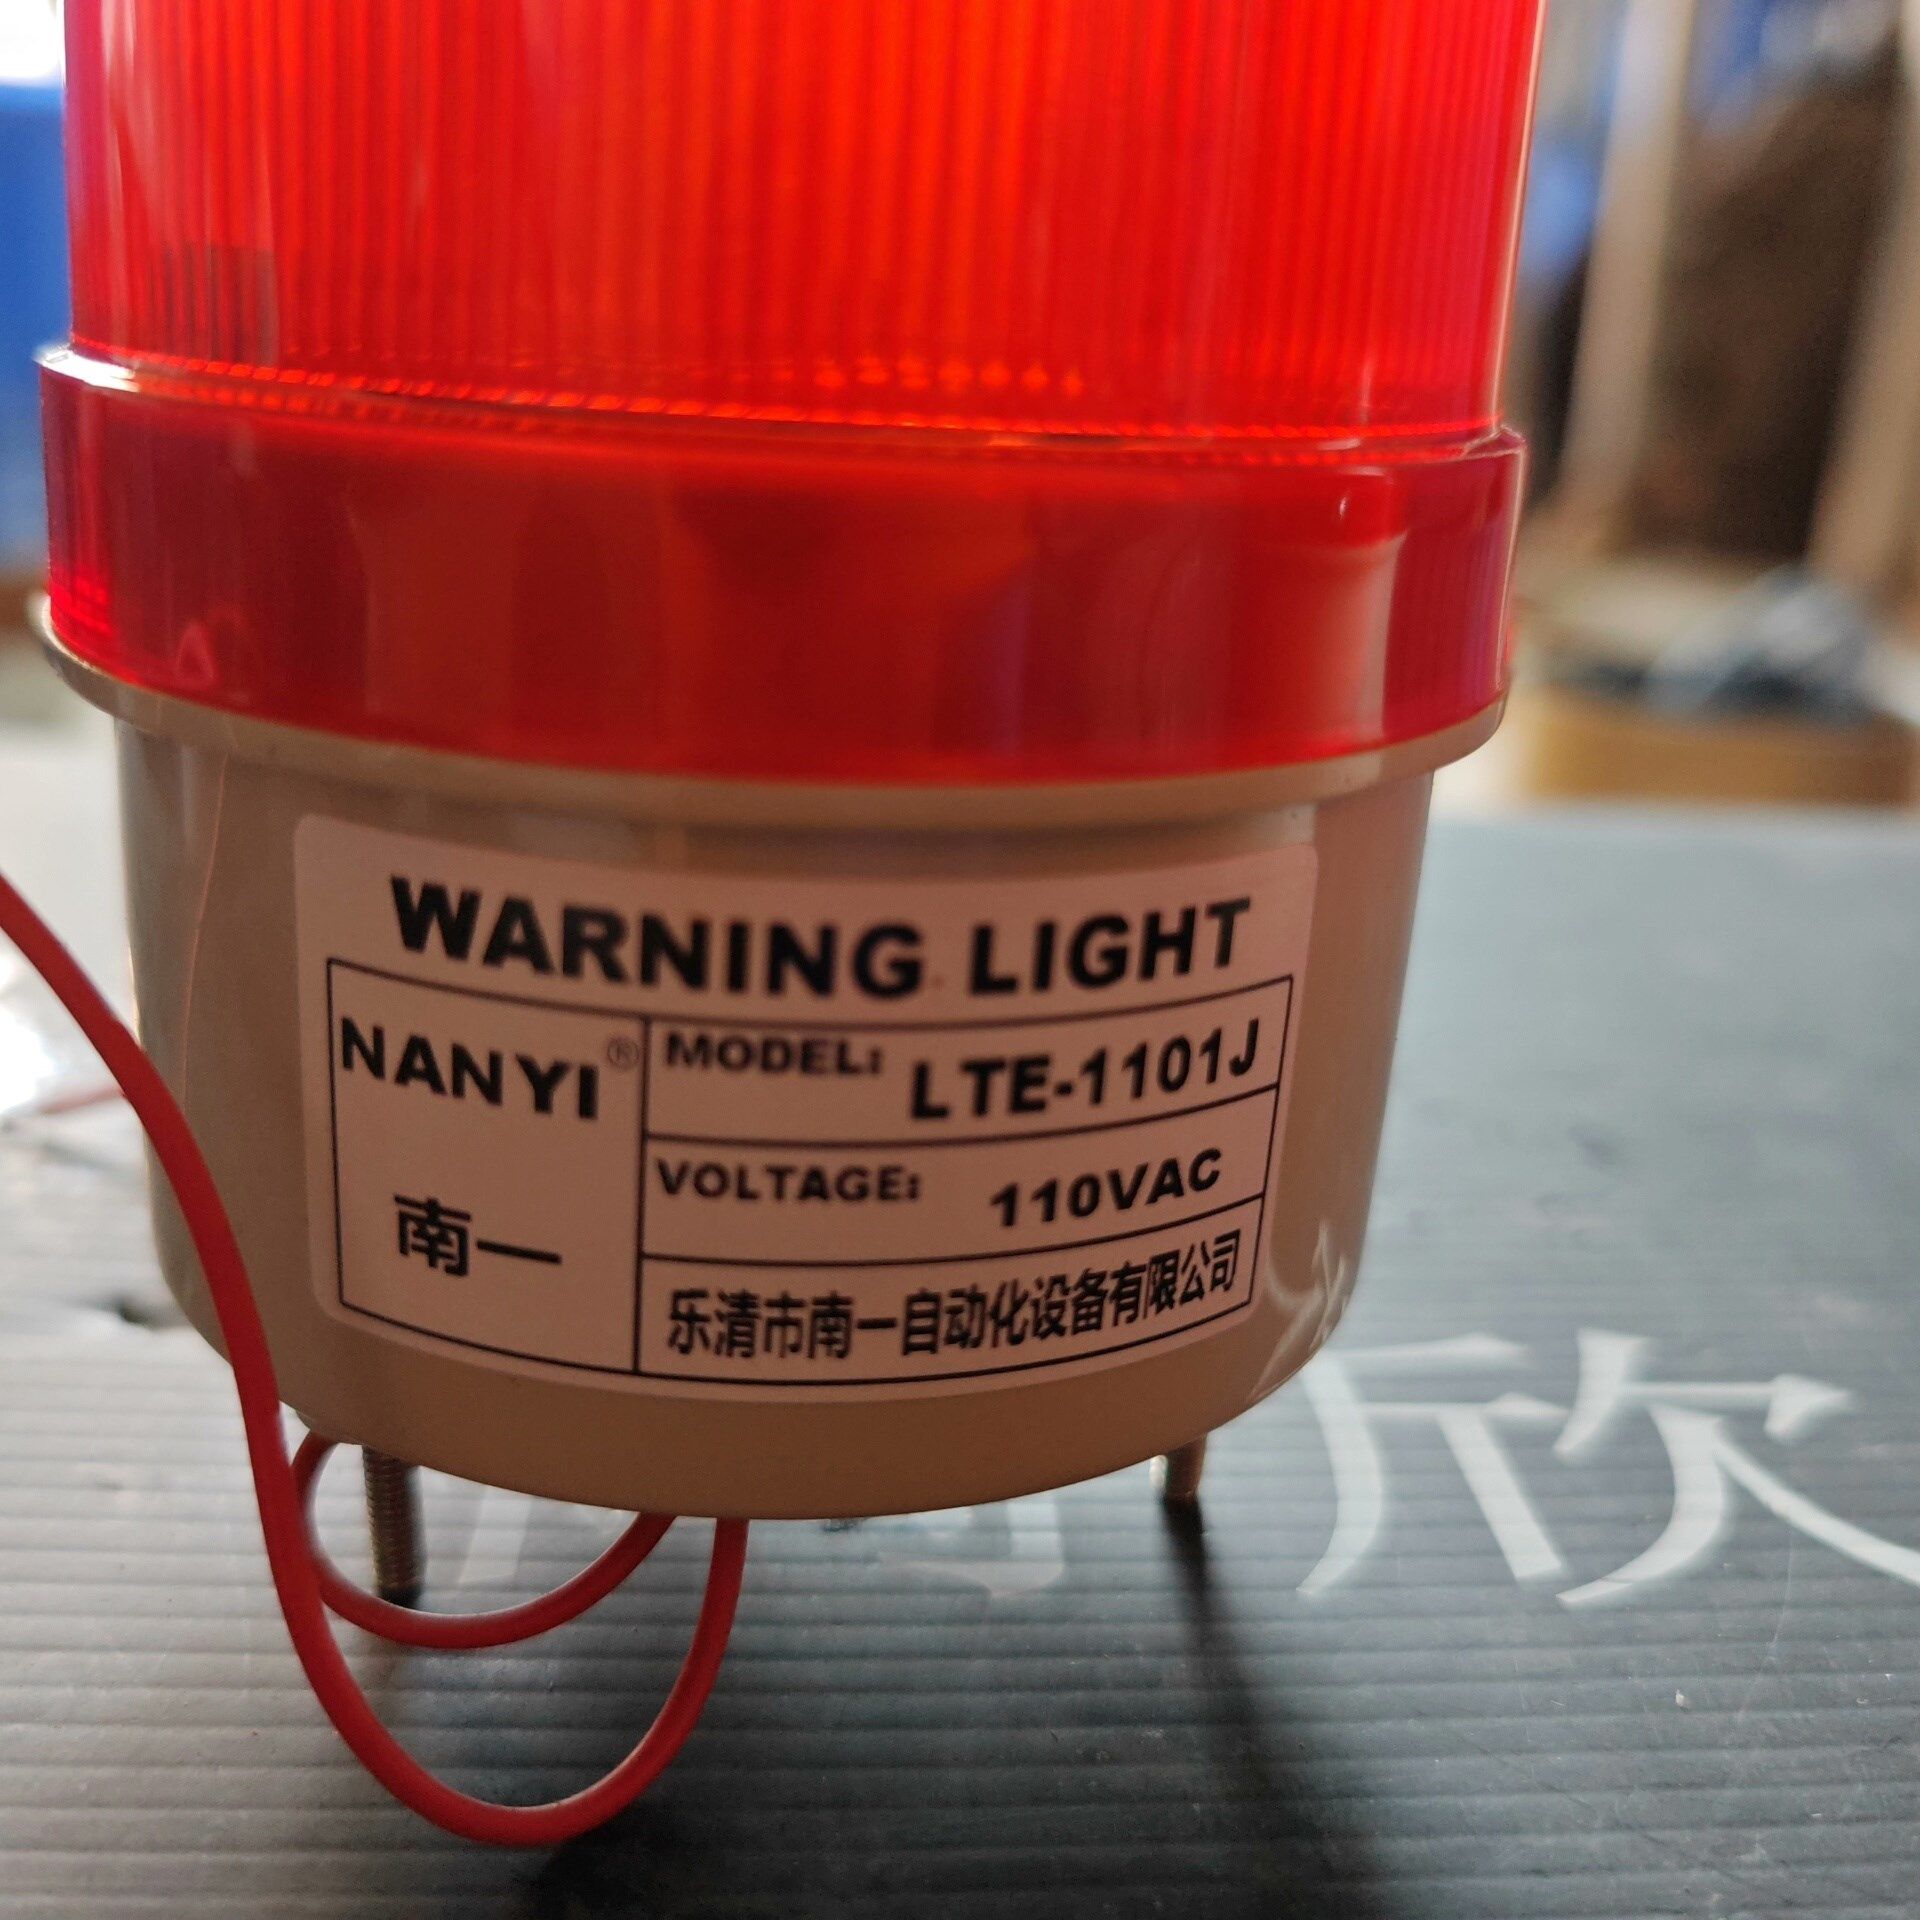 WARNING LIGHT
NANYI®
南一
MODEL: LTE-1101J
VOLTAGE: 110VAC
乐清市南一自动化设备有限公司
欣